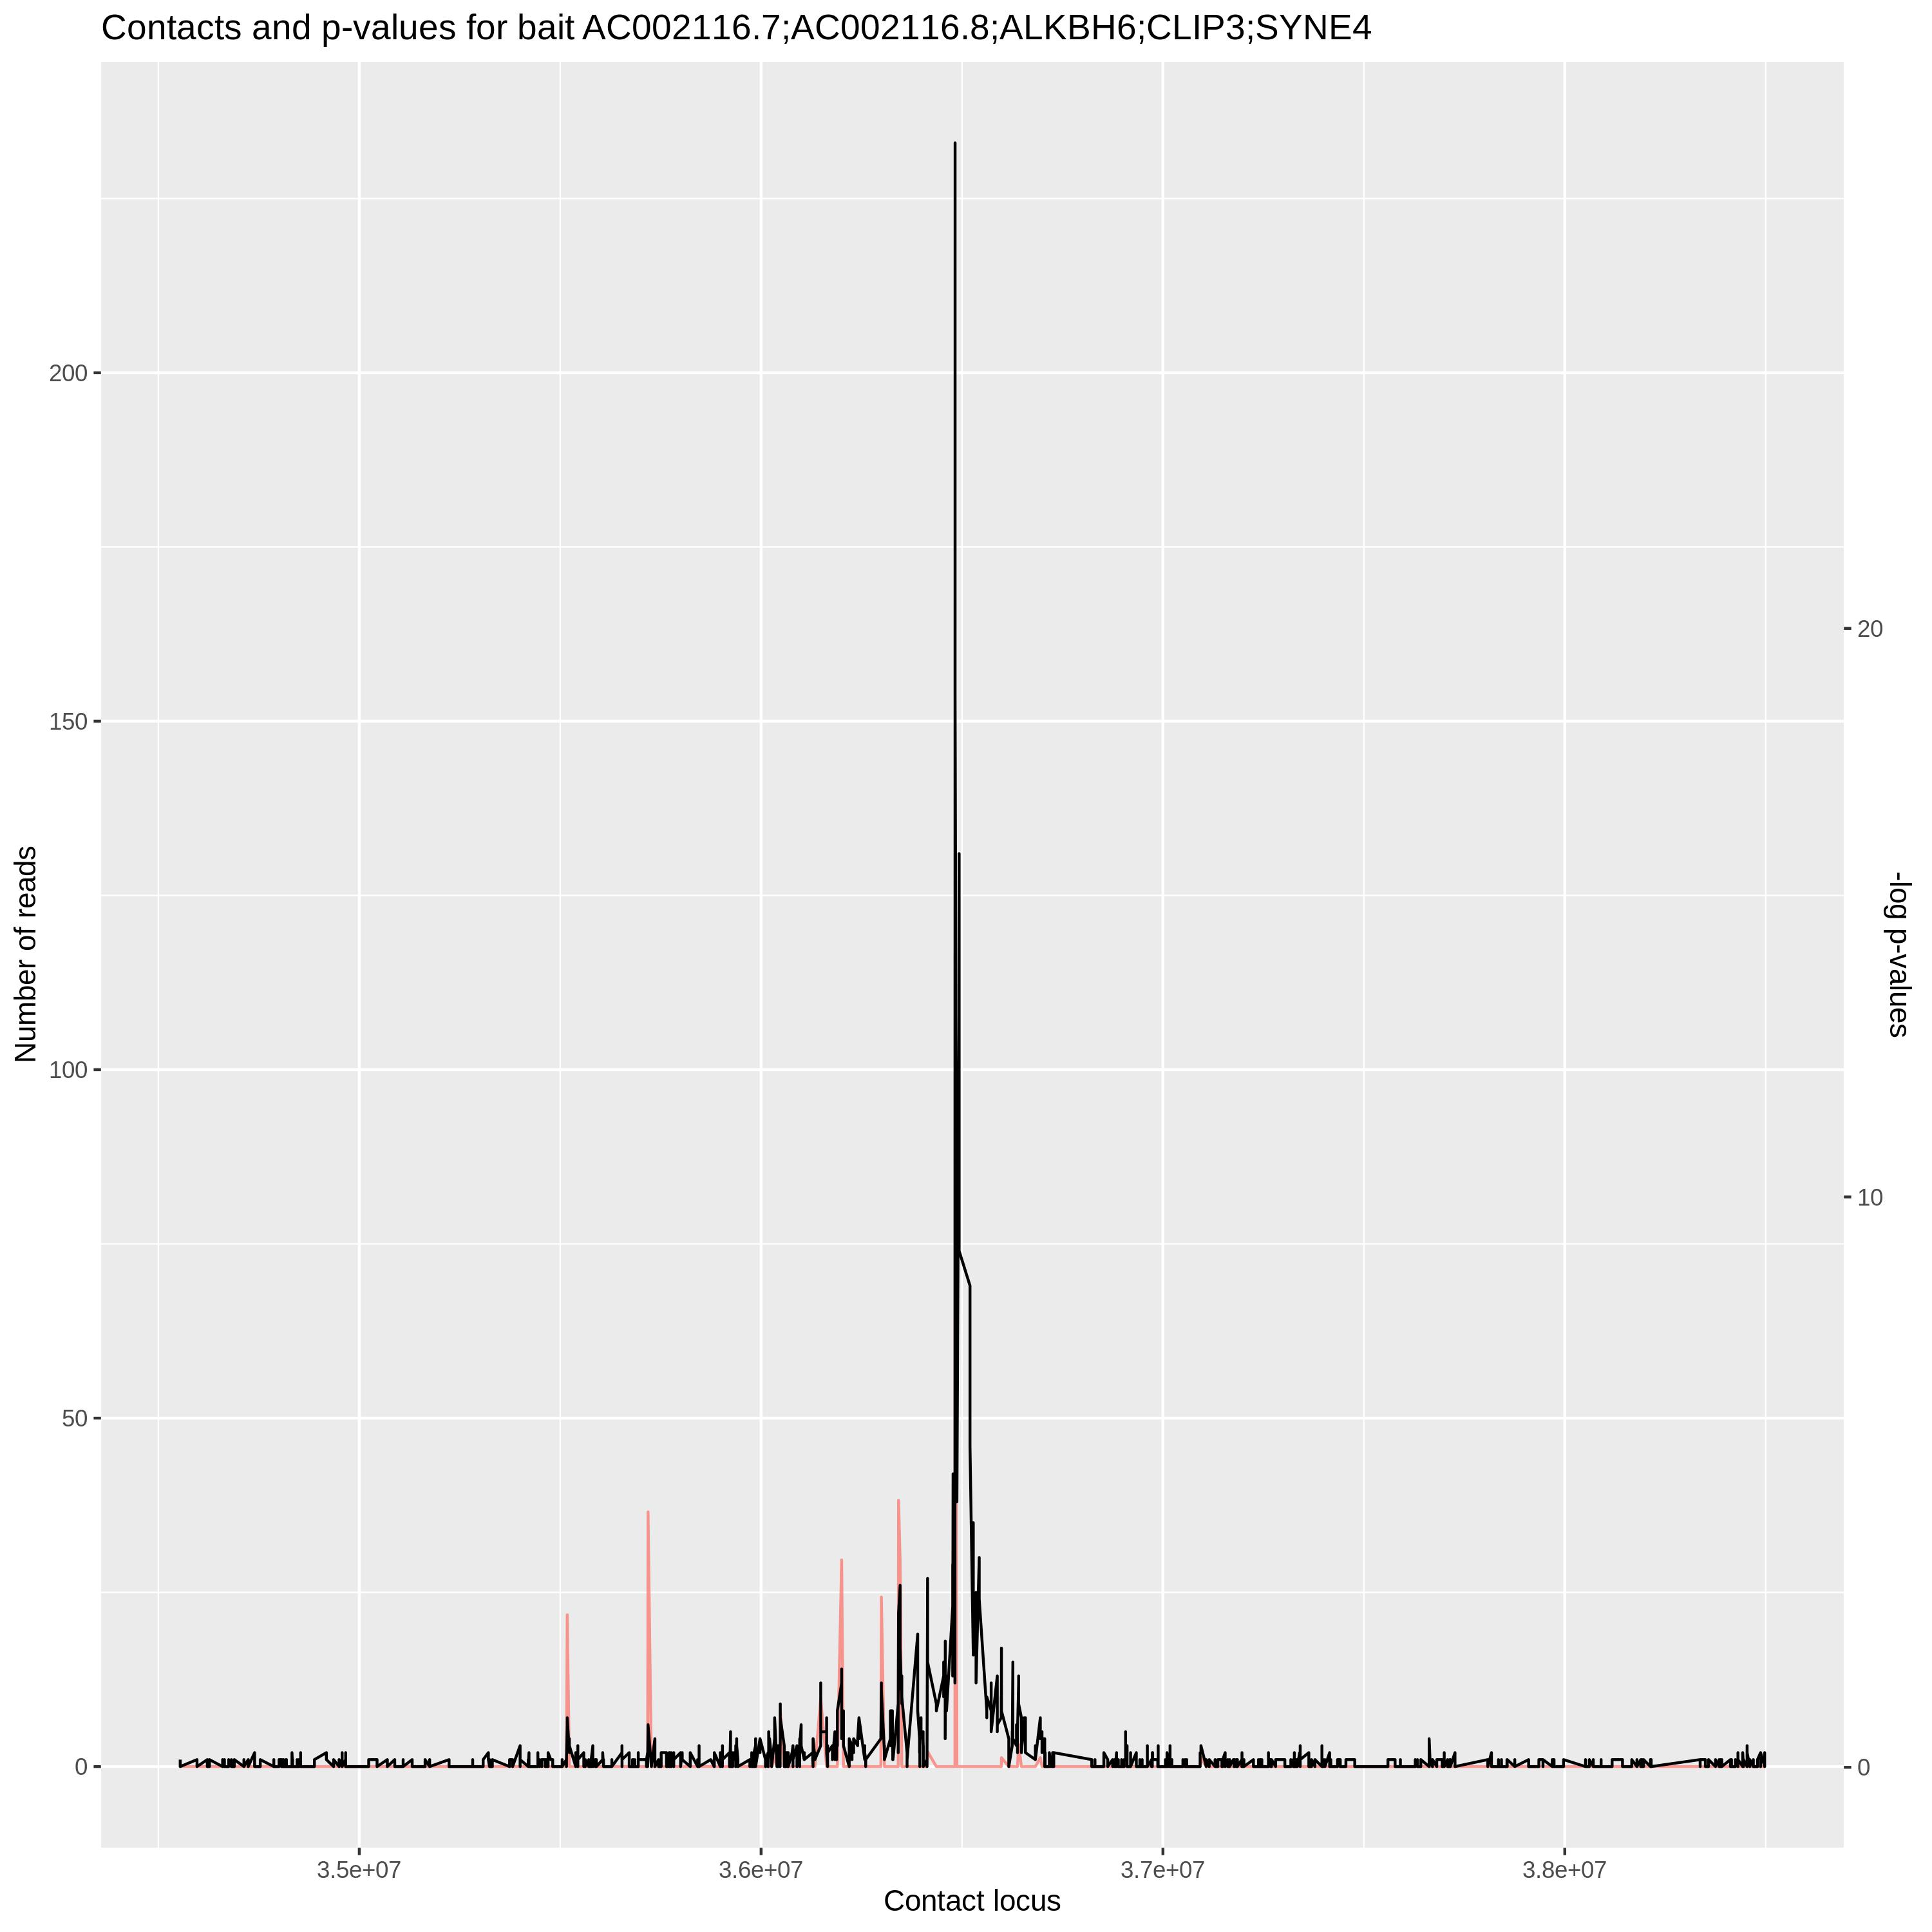 Contacts and p-values for bait AC002116.7;AC002116.8;ALKBH6;CLIP3;SYNE4
200
150
100
50
0
Number of reads
20
10
0
-log p-values
3.5e+07
3.6e+07
3.7e+07
3.8e+07
Contact locus